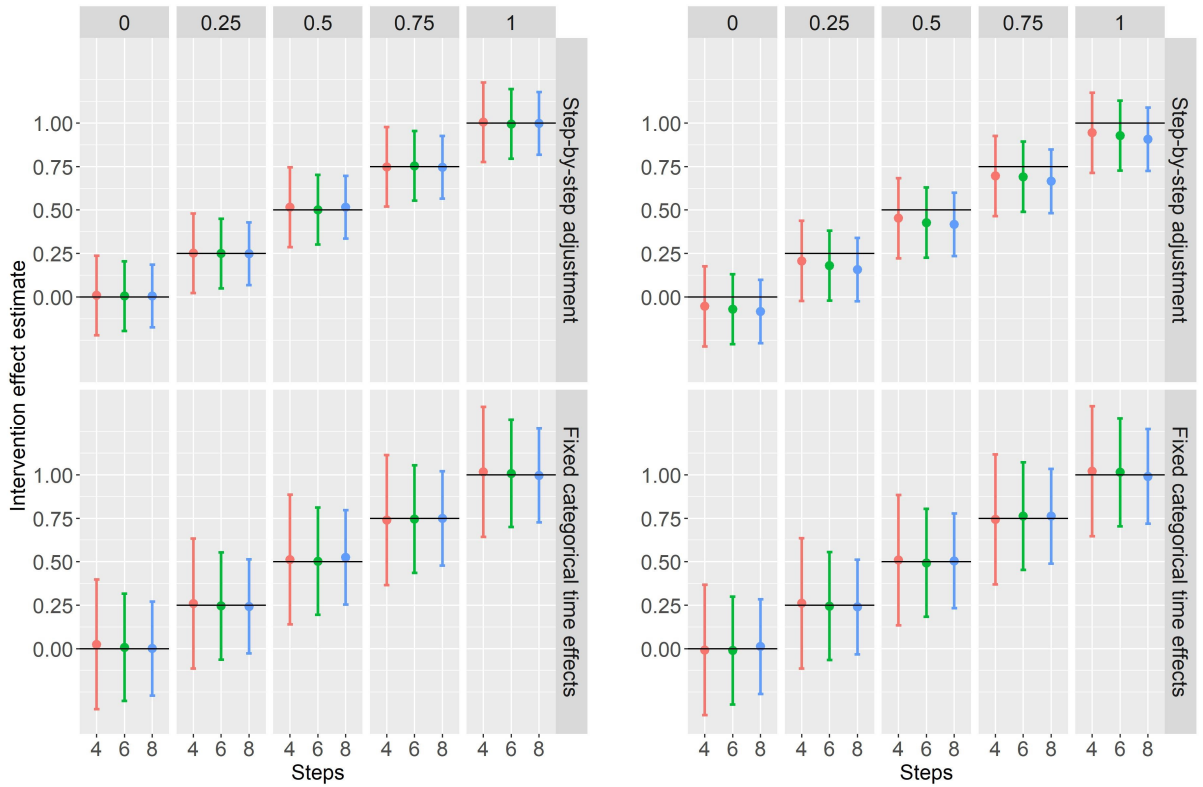 0 0.25 0.5 0.75 1
1.00
0.75
0.50
0.25
0.00
Step-by-step adjustment
1.00
0.75
0.50
0.25
0.00
Fixed categorical time effects
Intervention effect estimate
4 6 8 4 6 8 4 6 8 4 6 8 4 6 8
Steps
0 0.25 0.5 0.75 1
1.00
0.75
0.50
0.25
0.00
Step-by-step adjustment
1.00
0.75
0.50
0.25
0.00
Fixed categorical time effects
4 6 8 4 6 8 4 6 8 4 6 8 4 6 8
Steps